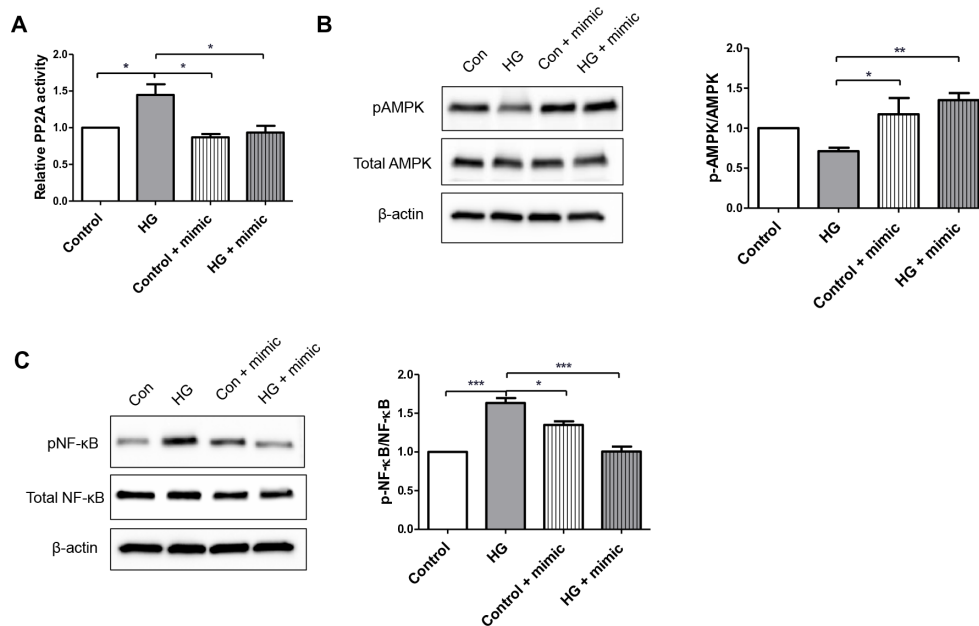 A
Relative PP2A activity
2.0
1.5
1.0
0.5
0.0
*
*
*
Control
HG
Control + mimic
HG + mimic
B
Con
HG
Con + mimic
HG + mimic
pAMPK
Total AMPK
β-actin
p-AMPK/AMPK
2.0
1.5
1.0
0.5
0.0
**
*
Control
HG
Control + mimic
HG + mimic
C
Con
HG
Con + mimic
HG + mimic
pNF-κB
Total NF-κB
β-actin
p-NF-κB/NF-κB
2.0
1.5
1.0
0.5
0.0
***
***
*
Control
HG
Control + mimic
HG + mimic